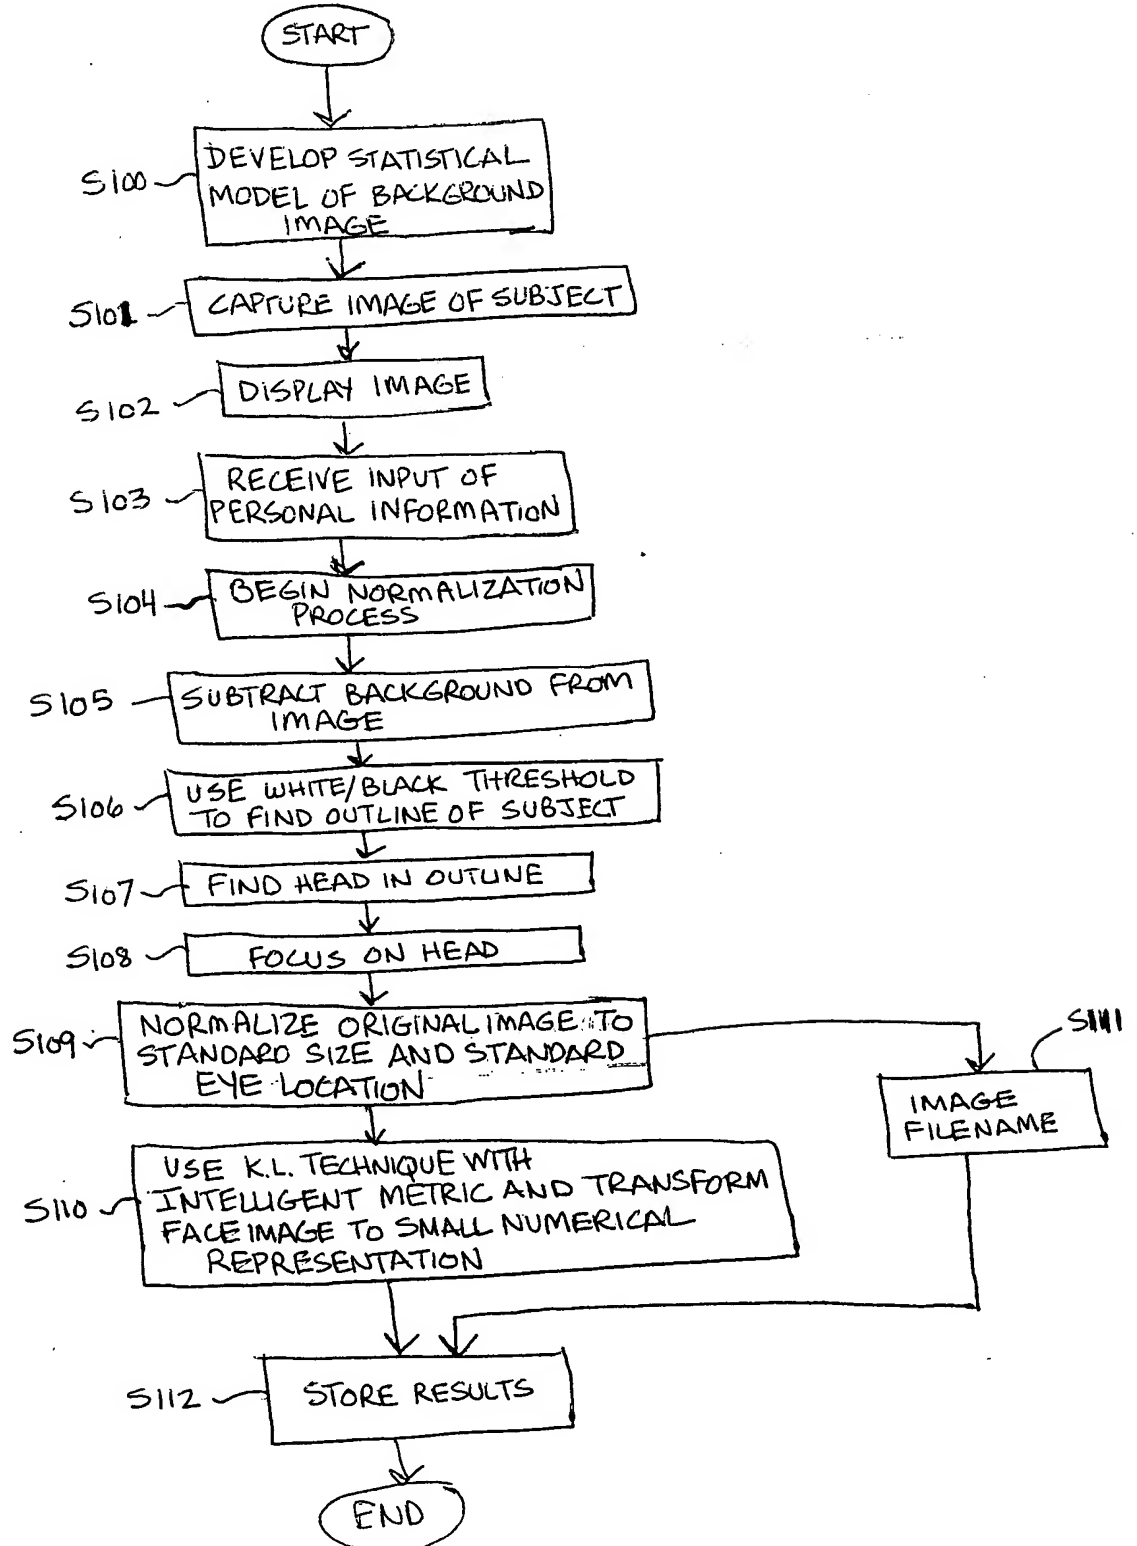 START
S100
DEVELOP STATISTICAL
MODEL OF BACKGROUND
IMAGE
S101
CAPTURE IMAGE OF SUBJECT
S102
DISPLAY IMAGE
S103
RECEIVE INPUT OF
PERSONAL INFORMATION
S104
BEGIN NORMALIZATION
PROCESS
S105
SUBTRACT BACKGROUND FROM
IMAGE
S106
USE WHITE/BLACK THRESHOLD
TO FIND OUTLINE OF SUBJECT
S107
FIND HEAD IN OUTLINE
S108
FOCUS ON HEAD
S109
NORMALIZE ORIGINAL IMAGE TO
STANDARD SIZE AND STANDARD
EYE LOCATION
S111
IMAGE
FILENAME
S110
USE K.L. TECHNIQUE WITH
INTELLIGENT METRIC AND TRANSFORM
FACE IMAGE TO SMALL NUMERICAL
REPRESENTATION
S112
STORE RESULTS
END